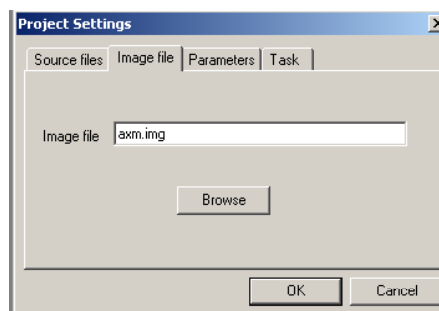 Project Settings
Source files Image file Parameters Task
Image file axm.img
Browse
OK Cancel